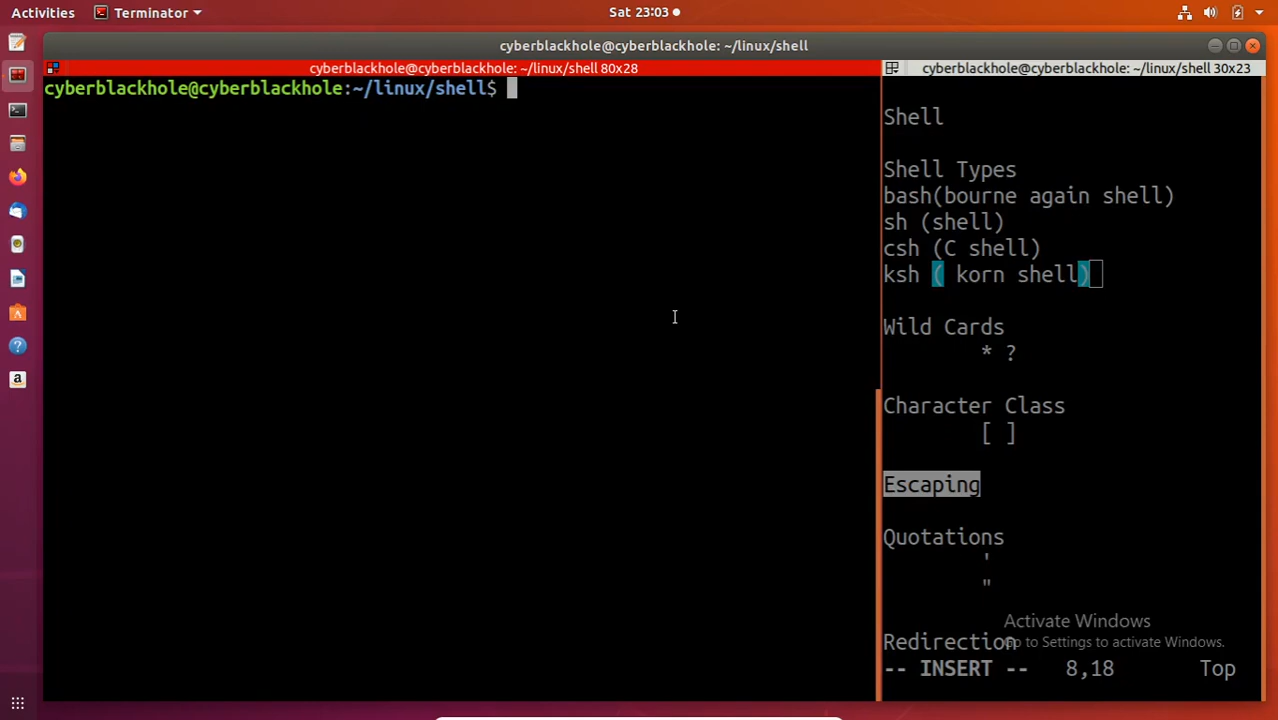 Activities
Terminator
Sat 23:03
cyberblackhole@cyberblackhole: ~/linux/shell
cyberblackhole@cyberblackhole: ~/linux/shell 80x28
cyberblackhole@cyberblackhole:~/linux/shell$
cyberblackhole@cyberblackhole: ~/linux/shell 30x23
Shell
Shell Types
bash(bourne again shell)
sh (shell)
csh (C shell)
ksh ( korn shell)
Wild Cards
* ?
Character Class
[ ]
Escaping
Quotations
'
"
Activate Windows
Redirection
Go to Settings to activate Windows.
-- INSERT -- 8,18 Top